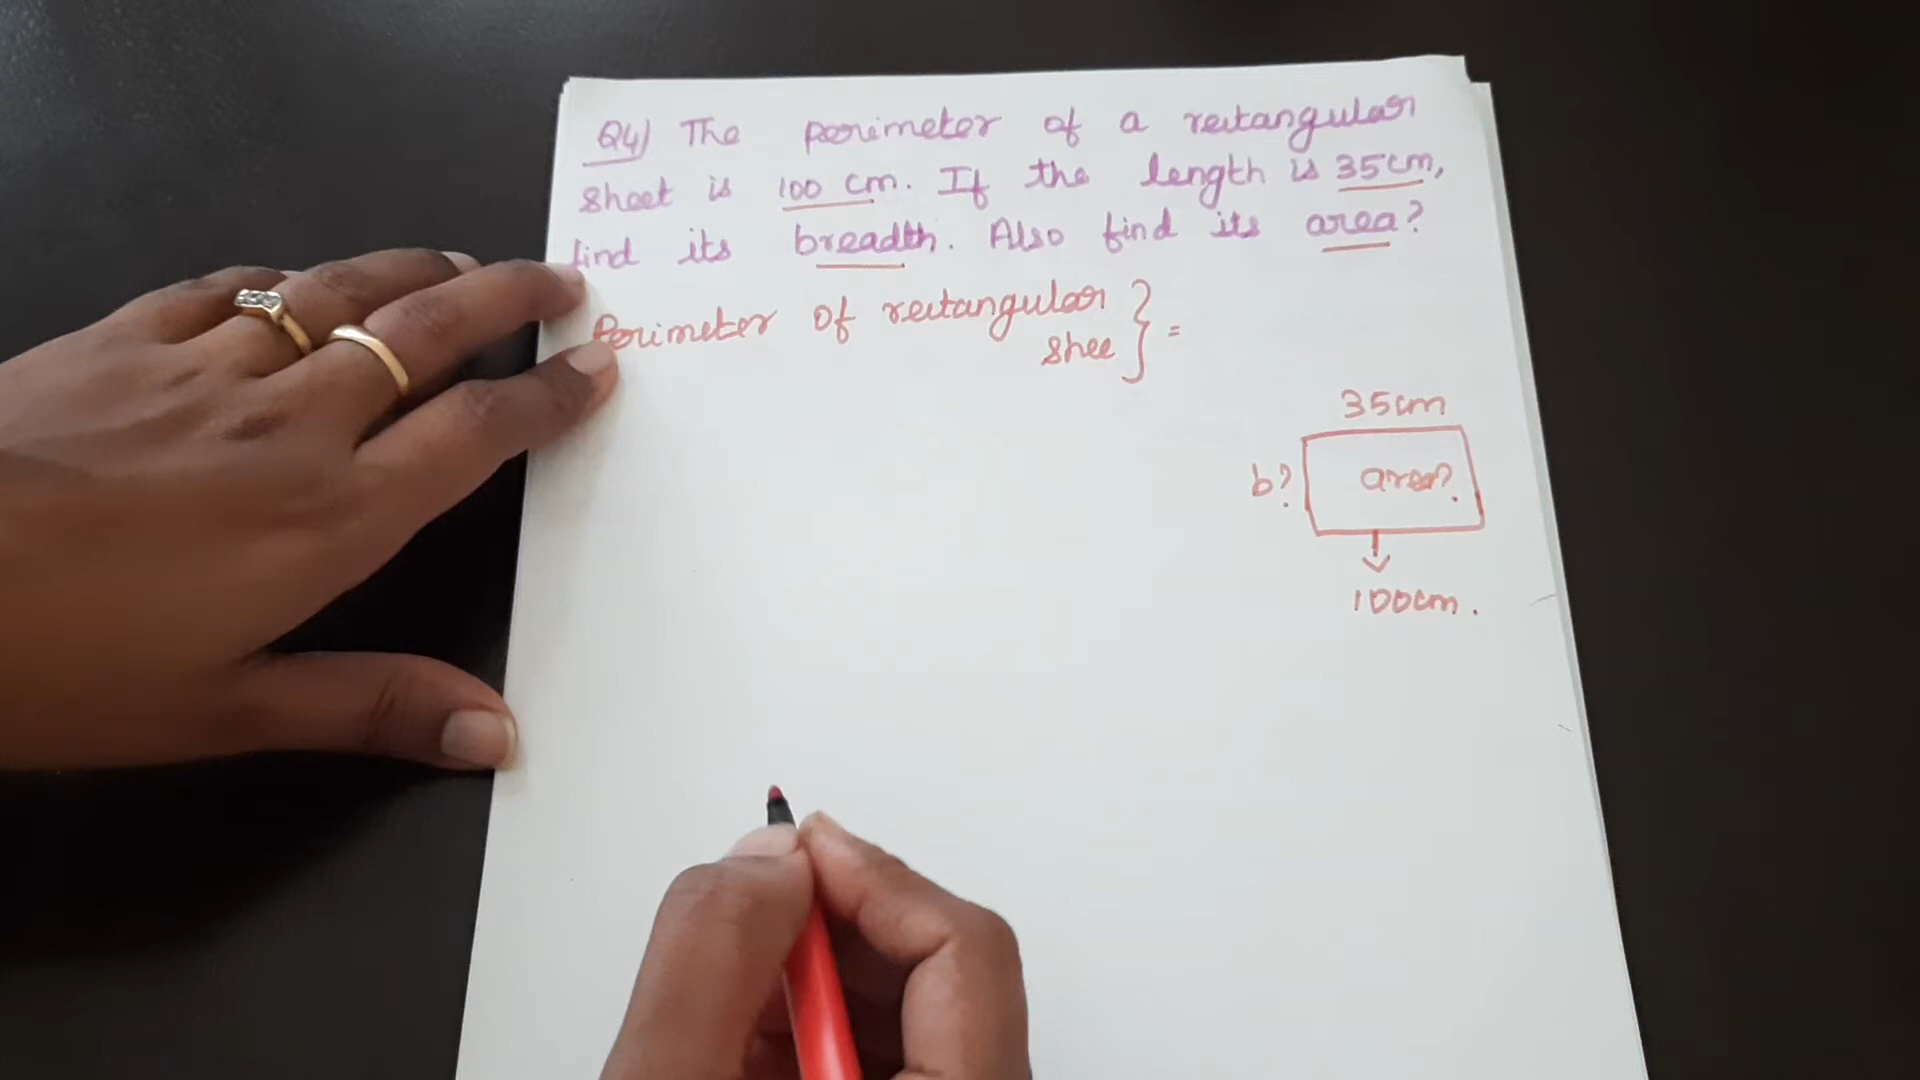 Q4) The perimeter of a rectangular
sheet is 100 cm. If the length is 35cm,
find its breadth. Also find its area?
Perimeter of rectangular
shee } =
35cm
b? area?
100cm.